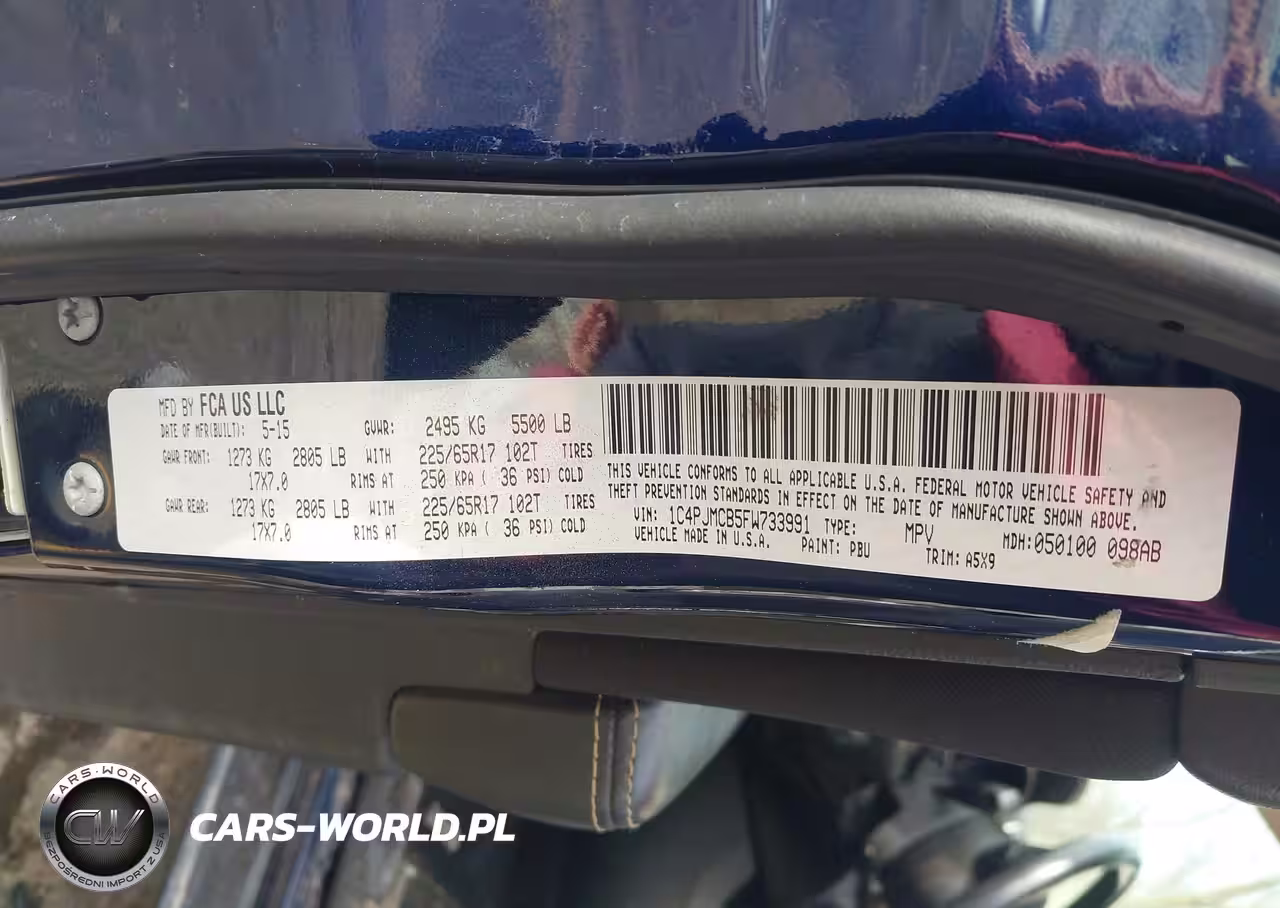 MFD BY FCA US LLC
DATE OF MFR(BUILT): 5-15 GVWR: 2495 KG 5500 LB
GAWR FRONT: 1273 KG 2805 LB WITH 225/65R17 102T TIRES
17X7.0 RIMS AT 250 KPA ( 36 PSI) COLD
GAWR REAR: 1273 KG 2805 LB WITH 225/65R17 102T TIRES
17X7.0 RIMS AT 250 KPA ( 36 PSI) COLD
THIS VEHICLE CONFORMS TO ALL APPLICABLE U.S.A. FEDERAL MOTOR VEHICLE SAFETY AND
THEFT PREVENTION STANDARDS IN EFFECT ON THE DATE OF MANUFACTURE SHOWN ABOVE.
VIN: 1C4PJMCB5FW733991 TYPE: MPV MDH:050100 098AB
VEHICLE MADE IN U.S.A. PAINT: PBU TRIM: A5X9
CARS-WORLD
CW
BEZPOŚREDNI IMPORT Z USA
CARS-WORLD.PL